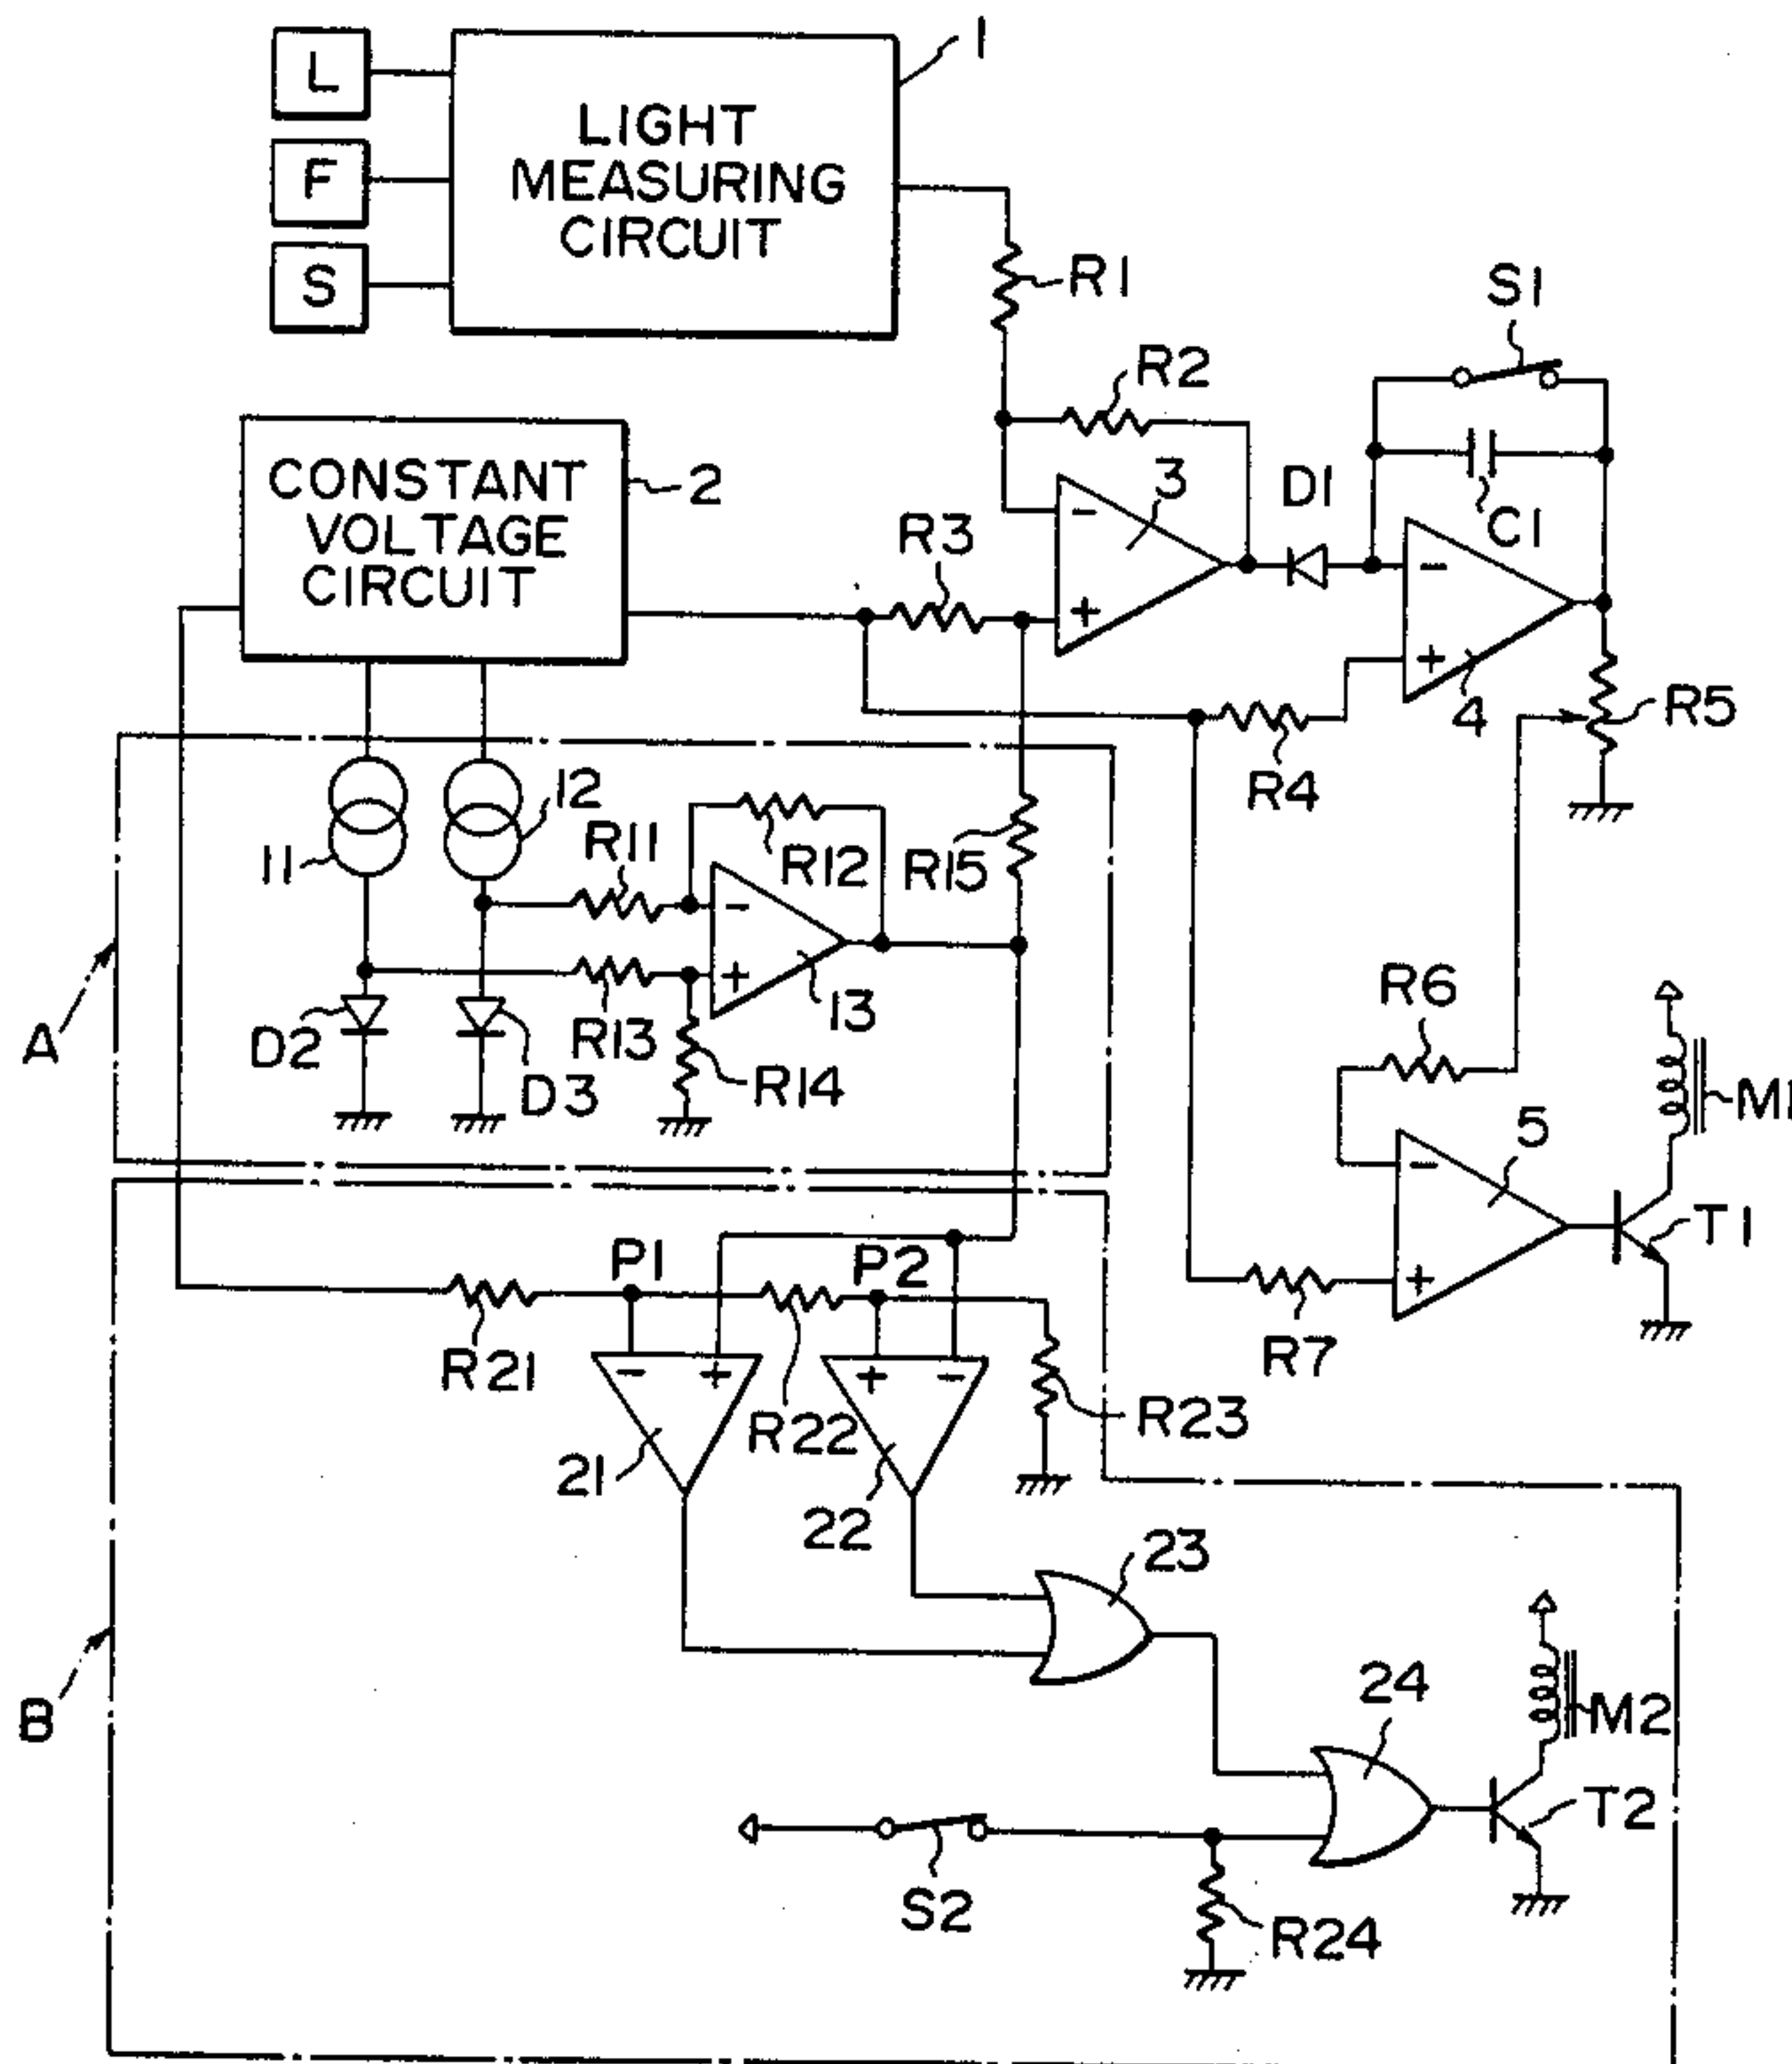 L
F
S
LIGHT
MEASURING
CIRCUIT
1
R1
S1
R2
CONSTANT
VOLTAGE
CIRCUIT
2
R3
-
3
+
D1
C1
-
+
4
R5
R4
11
12
R11
R12
R15
-
+
13
R13
R14
D2
D3
A
R6
M1
5
-
+
T1
R7
P1
P2
R21
-
+
R22
+
-
R23
21
22
23
24
B
M2
T2
S2
R24